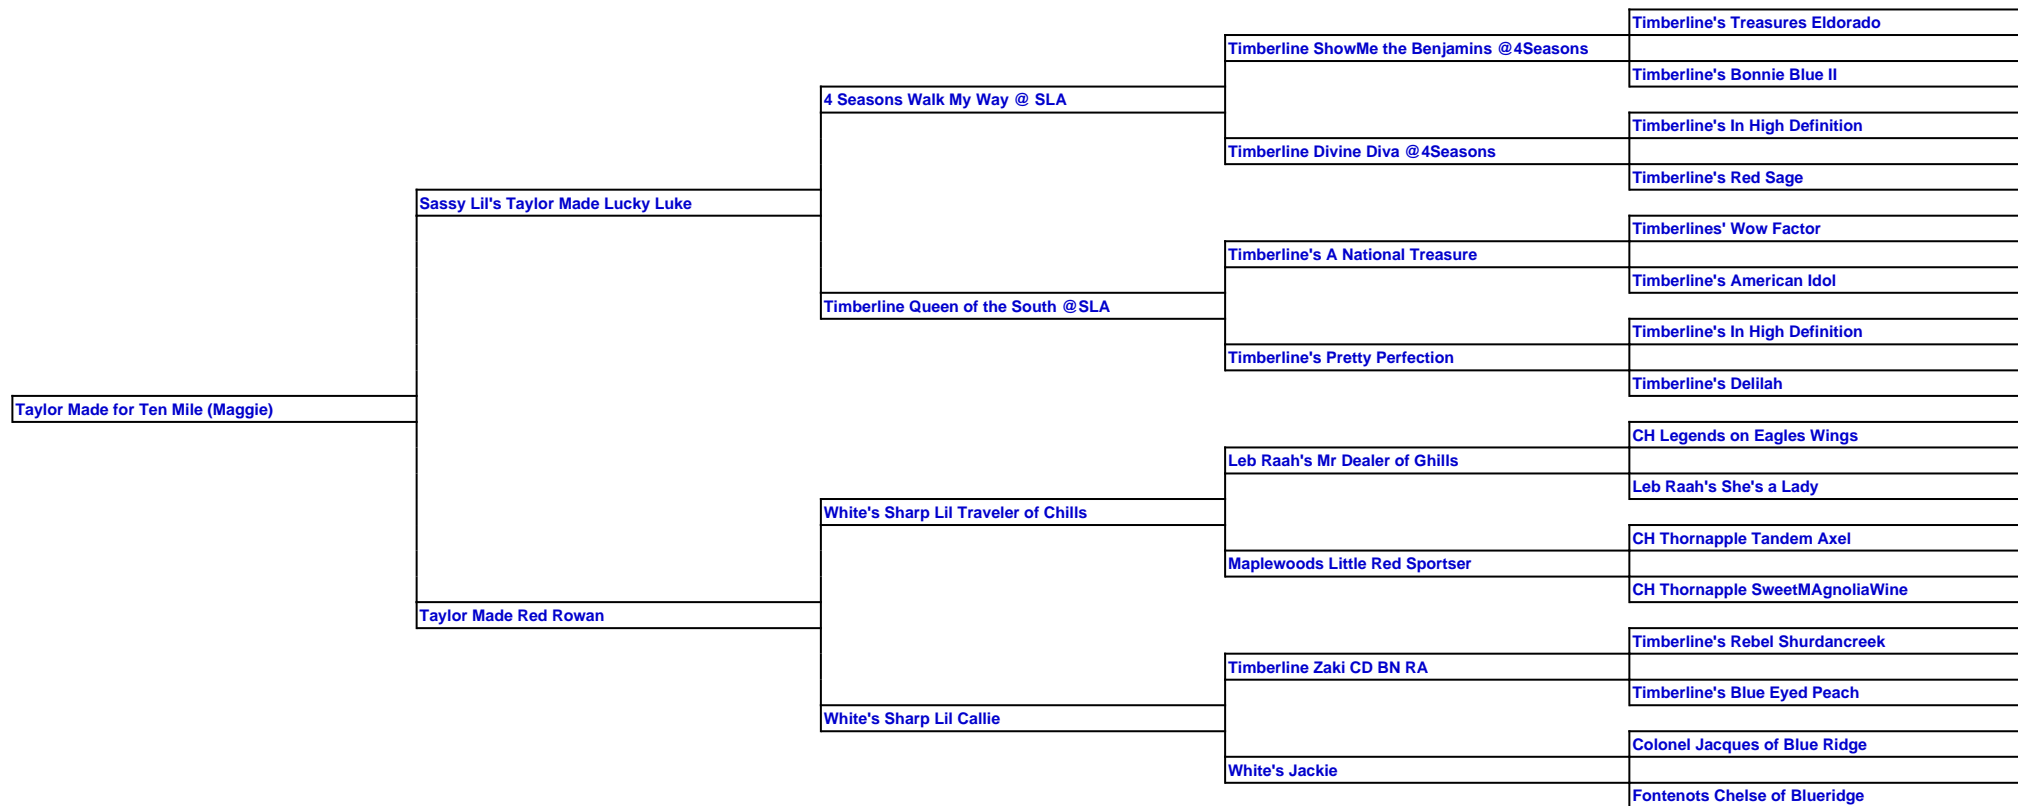 Timberline's Treasures Eldorado
Timberline ShowMe the Benjamins @4Seasons
Timberline's Bonnie Blue II
4 Seasons Walk My Way @ SLA
Timberline's In High Definition
Timberline Divine Diva @4Seasons
Timberline's Red Sage
Sassy Lil's Taylor Made Lucky Luke
Timberlines' Wow Factor
Timberline's A National Treasure
Timberline's American Idol
Timberline Queen of the South @SLA
Timberline's In High Definition
Timberline's Pretty Perfection
Timberline's Delilah
Taylor Made for Ten Mile (Maggie)
CH Legends on Eagles Wings
Leb Raah's Mr Dealer of Ghills
Leb Raah's She's a Lady
White's Sharp Lil Traveler of Chills
CH Thornapple Tandem Axel
Maplewoods Little Red Sportser
CH Thornapple SweetMAgnoliaWine
Taylor Made Red Rowan
Timberline's Rebel Shurdancreek
Timberline Zaki CD BN RA
Timberline's Blue Eyed Peach
White's Sharp Lil Callie
Colonel Jacques of Blue Ridge
White's Jackie
Fontenots Chelse of Blueridge